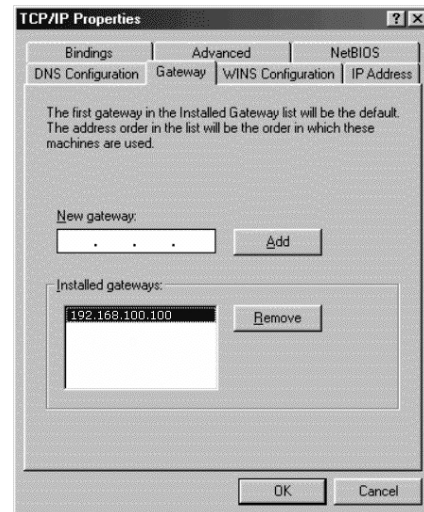 TCP/IP Properties
Bindings Advanced NetBIOS
DNS Configuration Gateway WINS Configuration IP Address
The first gateway in the Installed Gateway list will be the default.
The address order in the list will be the order in which these
machines are used.
New gateway:
. . .
Add
Installed gateways:
192.168.100.100
Remove
OK Cancel